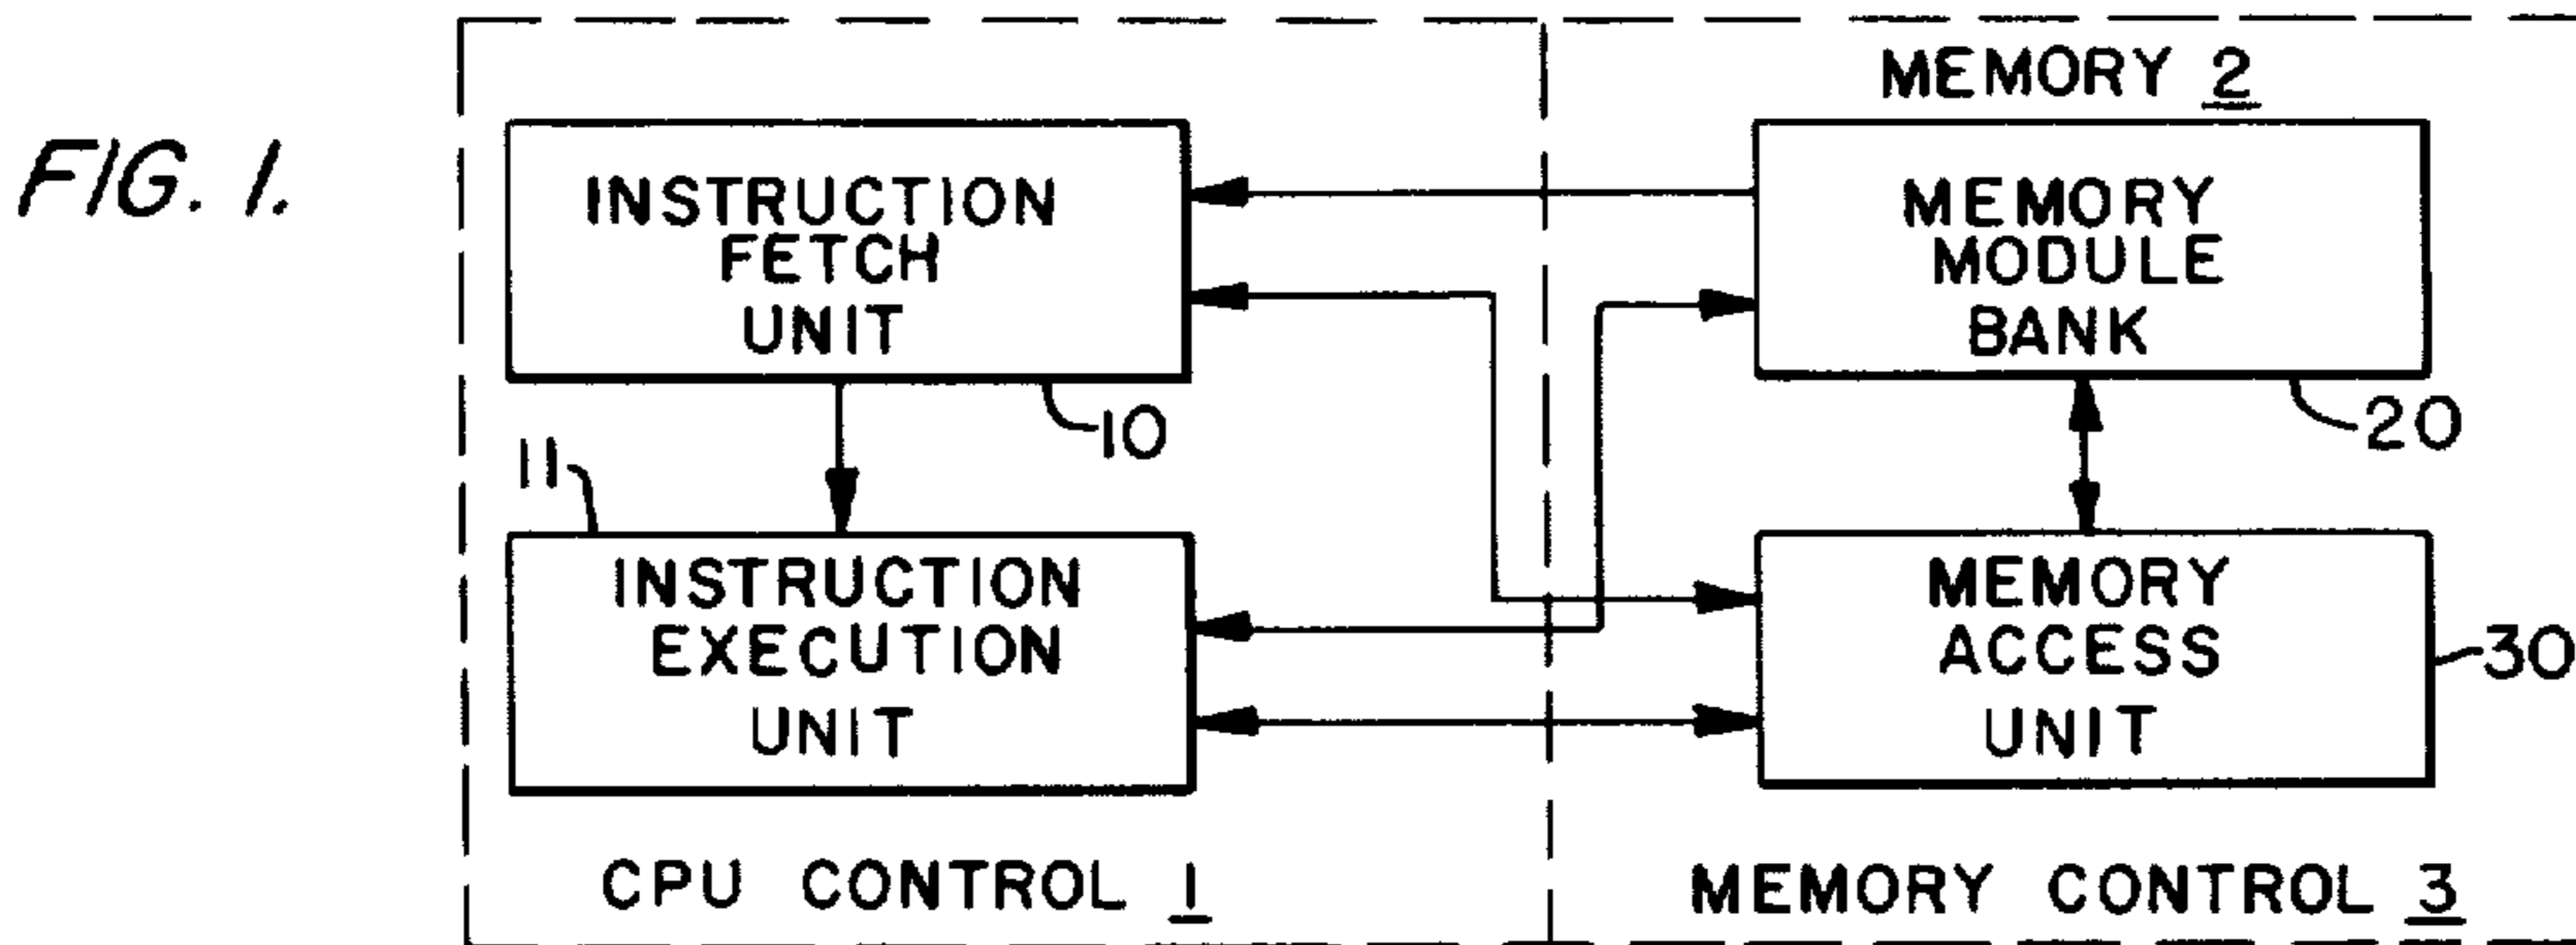 FIG. 1.
MEMORY 2
INSTRUCTION
FETCH
UNIT
MEMORY
MODULE
BANK
10
20
11
INSTRUCTION
EXECUTION
UNIT
MEMORY
ACCESS
UNIT
30
CPU CONTROL 1
MEMORY CONTROL 3